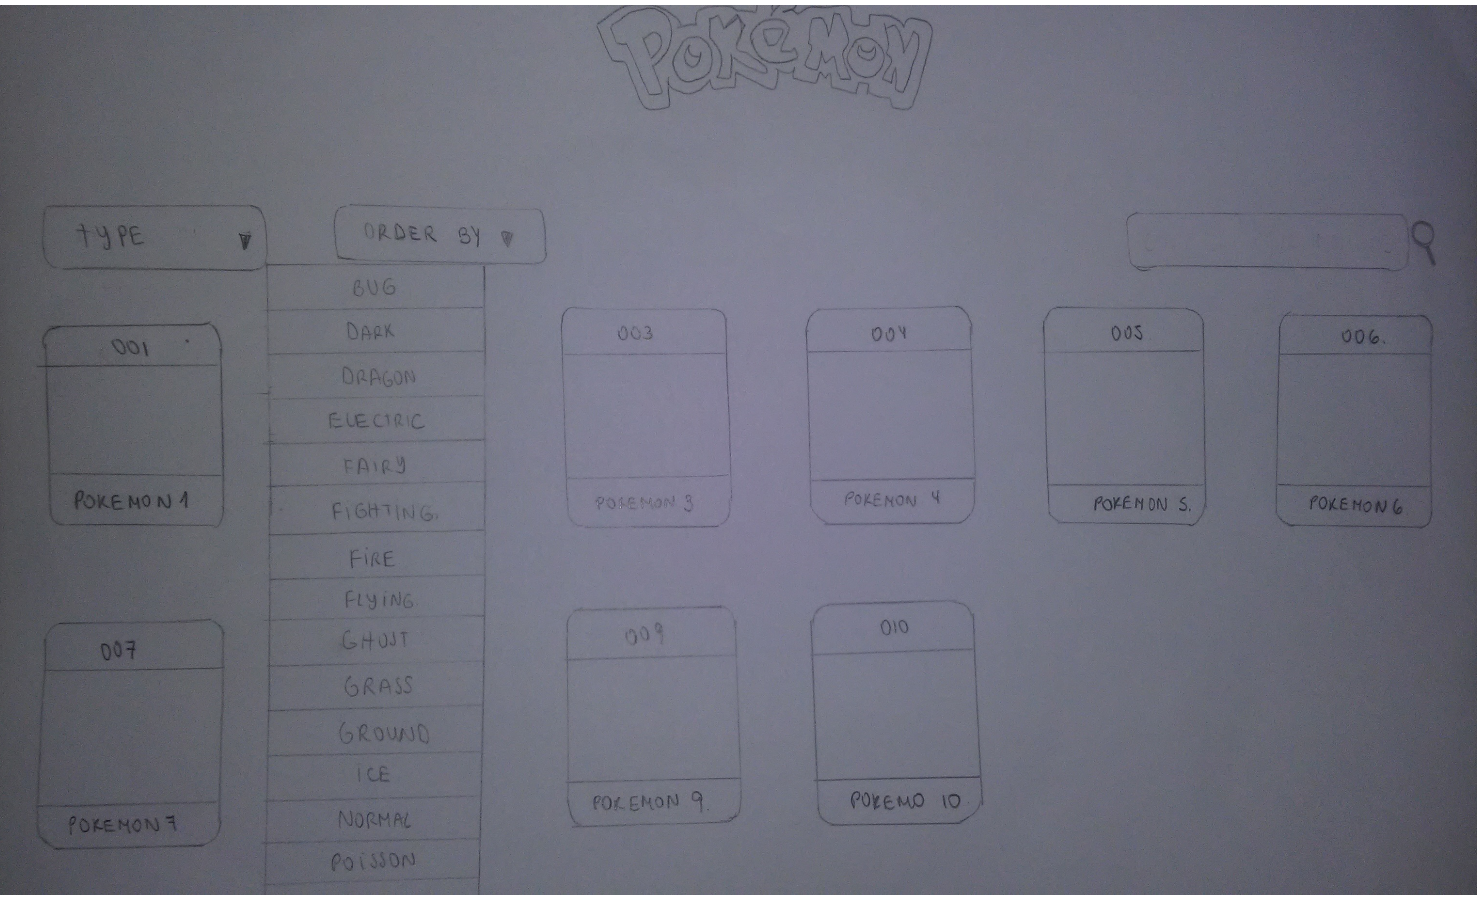 POKÉMON
TYPE
ORDER BY
BUG
DARK
DRAGON
ELECTRIC
FAIRY
FIGHTING.
FIRE
FLYING.
GHOST
GRASS
GROUND
ICE
NORMAL
POISSON
001
POKEMON 1
003
POKEMON 3
004
POKEMON 4
005
POKEMON 5.
006.
POKEMON 6
007
POKEMON 7
009
POKEMON 9.
010
POKEMO 10